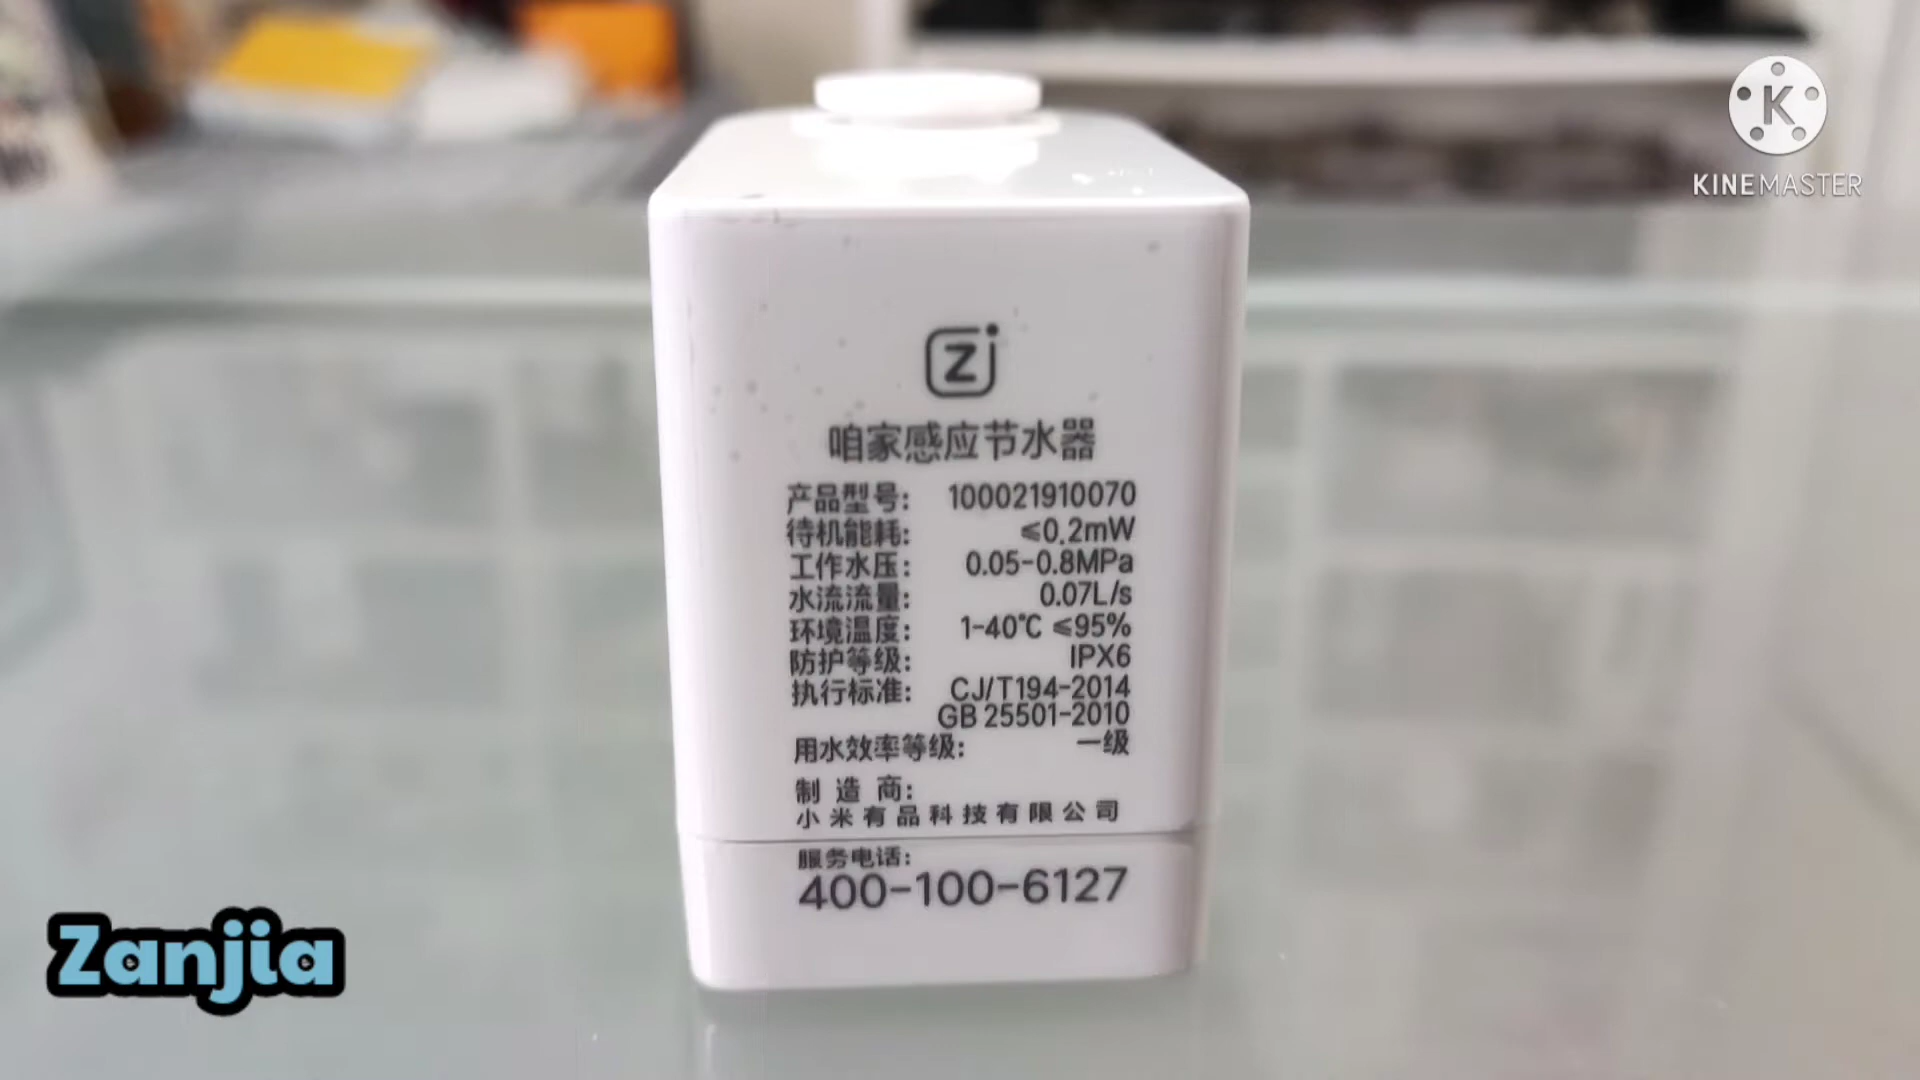 K
KINEMASTER
Zi
咱家感应节水器
产品型号: 100021910070
待机能耗: ≤0.2mW
工作水压: 0.05-0.8MPa
水流流量: 0.07L/s
环境温度: 1-40℃ ≤95%
防护等级: IPX6
执行标准: CJ/T194-2014
GB 25501-2010
用水效率等级: 一级
制造商:
小米有品科技有限公司
服务电话:
400-100-6127
Zanjia